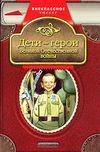 ВНЕКЛАССНОЕ
ЧТЕНИЕ
Дети - герои
Великой Отечественной
войны